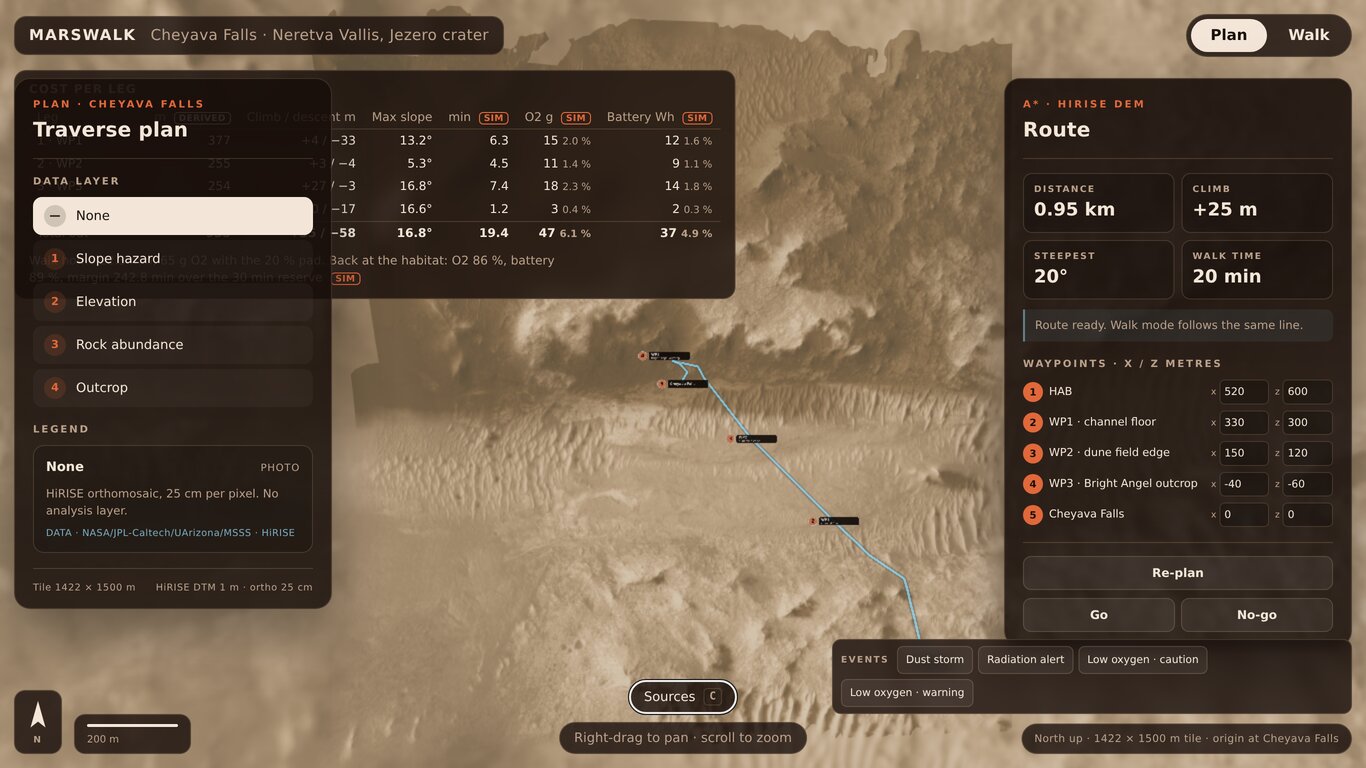 MARSWALK Cheyava Falls · Neretva Vallis, Jezero crater
Plan Walk
COST PER LEG
PLAN · CHEYAVA FALLS
Traverse plan
DATA LAYER
— None
1 Slope hazard
2 Elevation
3 Rock abundance
4 Outcrop
LEGEND
None PHOTO
HiRISE orthomosaic, 25 cm per pixel. No
analysis layer.
DATA · NASA/JPL-Caltech/UArizona/MSSS · HiRISE
Tile 1422 × 1500 m HiRISE DTM 1 m · ortho 25 cm
DERIVED Climb / descent m Max slope min SIM O2 g SIM Battery Wh SIM
1 · WP1 377 +4 / −33 13.2° 6.3 15 2.0 % 12 1.6 %
2 · WP2 255 +3 / −4 5.3° 4.5 11 1.4 % 9 1.1 %
254 +27 / −3 16.8° 7.4 18 2.3 % 14 1.8 %
/ −17 16.6° 1.2 3 0.4 % 2 0.3 %
/ −58 16.8° 19.4 47 6.1 % 37 4.9 %
g O2 with the 20 % pad. Back at the habitat: O2 86 %, battery
89 %, margin 242.8 min over the 30 min reserve SIM
A* · HIRISE DEM
Route
DISTANCE
0.95 km
CLIMB
+25 m
STEEPEST
20°
WALK TIME
20 min
Route ready. Walk mode follows the same line.
WAYPOINTS · X / Z METRES
1 HAB x 520 z 600
2 WP1 · channel floor x 330 z 300
3 WP2 · dune field edge x 150 z 120
4 WP3 · Bright Angel outcrop x -40 z -60
5 Cheyava Falls x 0 z 0
Re-plan
Go No-go
EVENTS Dust storm Radiation alert Low oxygen · caution
Low oxygen · warning
Sources C
Right-drag to pan · scroll to zoom
N
200 m
North up · 1422 × 1500 m tile · origin at Cheyava Falls